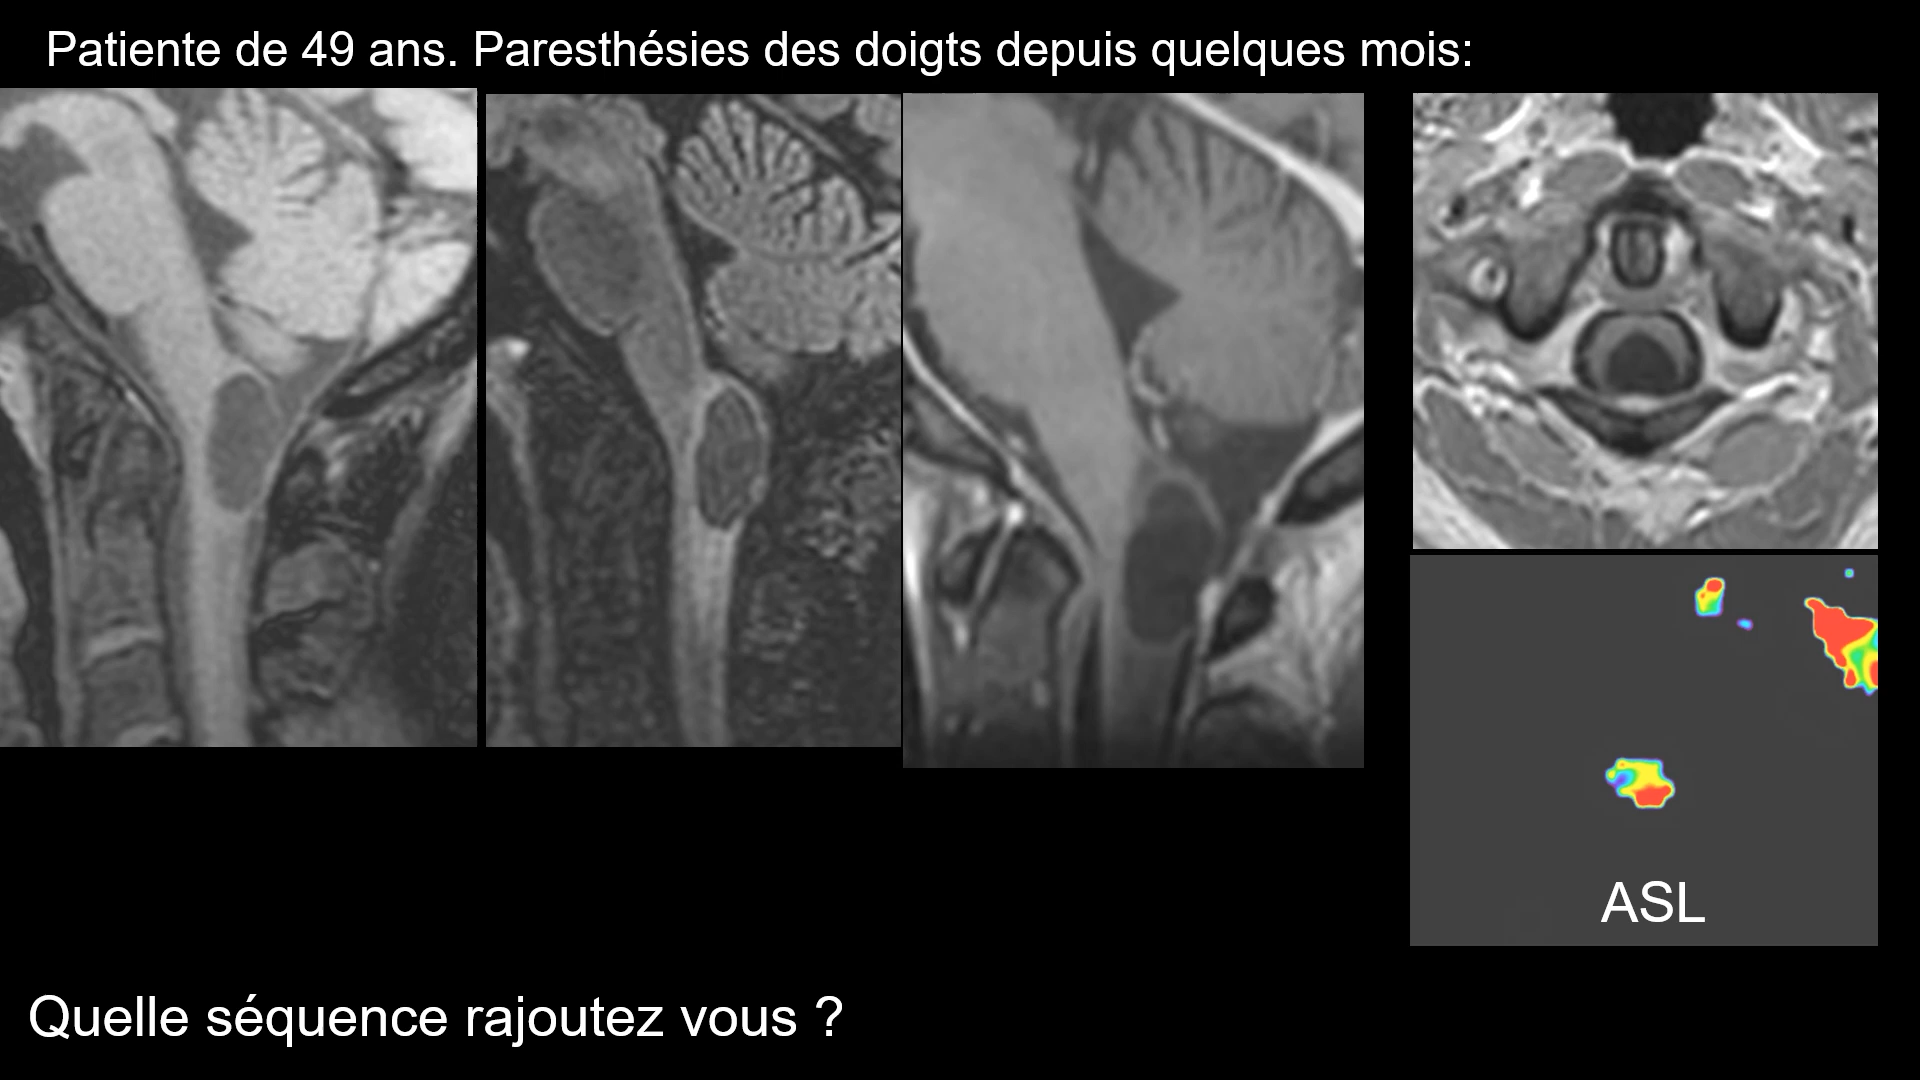 Patiente de 49 ans. Paresthésies des doigts depuis quelques mois:
ASL
Quelle séquence rajoutez vous ?